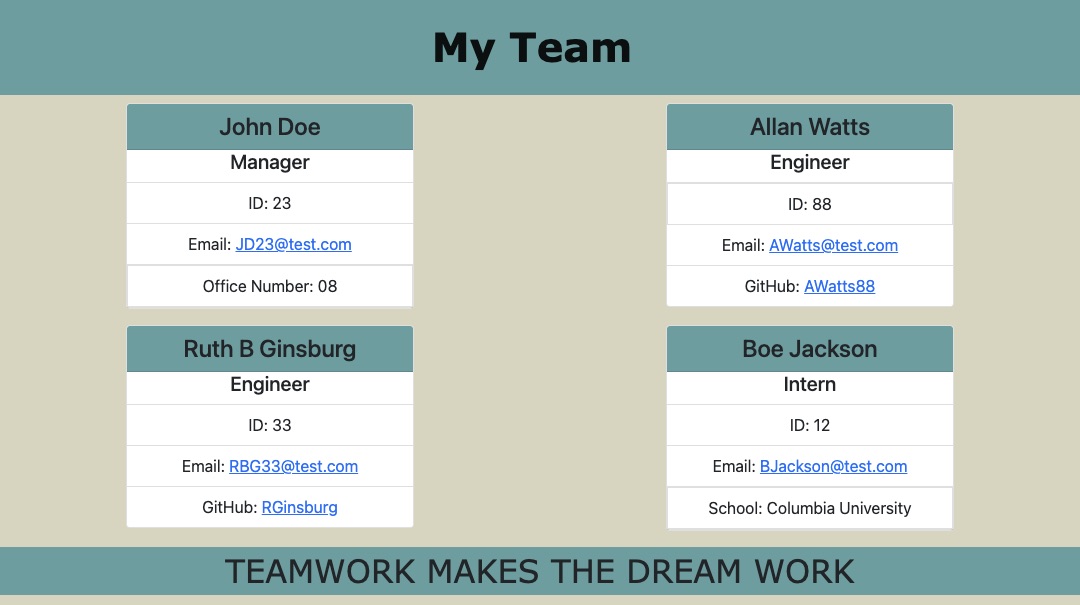 My Team
John Doe
Manager
ID: 23
Email: JD23@test.com
Office Number: 08
Allan Watts
Engineer
ID: 88
Email: AWatts@test.com
GitHub: AWatts88
Ruth B Ginsburg
Engineer
ID: 33
Email: RBG33@test.com
GitHub: RGinsburg
Boe Jackson
Intern
ID: 12
Email: BJackson@test.com
School: Columbia University
TEAMWORK MAKES THE DREAM WORK